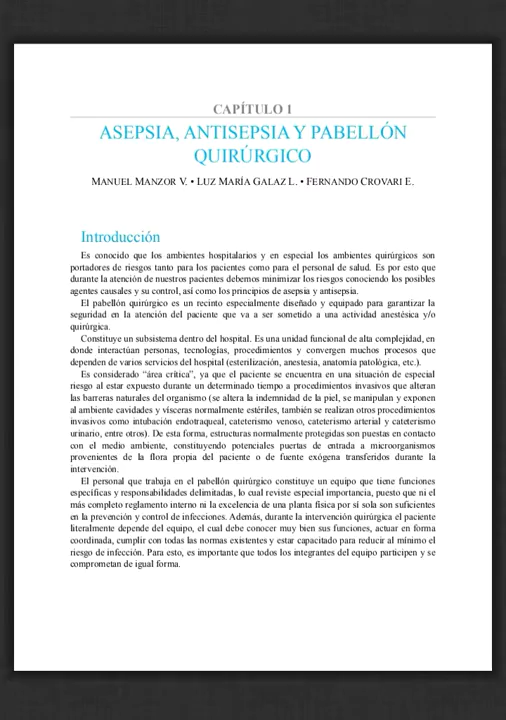 CAPÍTULO 1
ASEPSIA, ANTISEPSIA Y PABELLÓN
QUIRÚRGICO
MANUEL MANZOR V. • LUZ MARÍA GALAZ L. • FERNANDO CROVARI E.
Introducción
Es conocido que los ambientes hospitalarios y en especial los ambientes quirúrgicos son
portadores de riesgos tanto para los pacientes como para el personal de salud. Es por esto que
durante la atención de nuestros pacientes debemos minimizar los riesgos conociendo los posibles
agentes causales y su control, así como los principios de asepsia y antisepsia.
El pabellón quirúrgico es un recinto especialmente diseñado y equipado para garantizar la
seguridad en la atención del paciente que va a ser sometido a una actividad anestésica y/o
quirúrgica.
Constituye un subsistema dentro del hospital. Es una unidad funcional de alta complejidad, en
donde interactúan personas, tecnologías, procedimientos y convergen muchos procesos que
dependen de varios servicios del hospital (esterilización, anestesia, anatomía patológica, etc.).
Es considerado “área crítica”, ya que el paciente se encuentra en una situación de especial
riesgo al estar expuesto durante un determinado tiempo a procedimientos invasivos que alteran
las barreras naturales del organismo (se altera la indemnidad de la piel, se manipulan y exponen
al ambiente cavidades y vísceras normalmente estériles, también se realizan otros procedimientos
invasivos como intubación endotraqueal, cateterismo venoso, cateterismo arterial y cateterismo
urinario, entre otros). De esta forma, estructuras normalmente protegidas son puestas en contacto
con el medio ambiente, constituyendo potenciales puertas de entrada a microorganismos
provenientes de la flora propia del paciente o de fuente exógena transferidos durante la
intervención.
El personal que trabaja en el pabellón quirúrgico constituye un equipo que tiene funciones
específicas y responsabilidades delimitadas, lo cual reviste especial importancia, puesto que ni el
más completo reglamento interno ni la excelencia de una planta física por sí sola son suficientes
en la prevención y control de infecciones. Además, durante la intervención quirúrgica el paciente
literalmente depende del equipo, el cual debe conocer muy bien sus funciones, actuar en forma
coordinada, cumplir con todas las normas existentes y estar capacitado para reducir al mínimo el
riesgo de infección. Para esto, es importante que todos los integrantes del equipo participen y se
comprometan de igual forma.